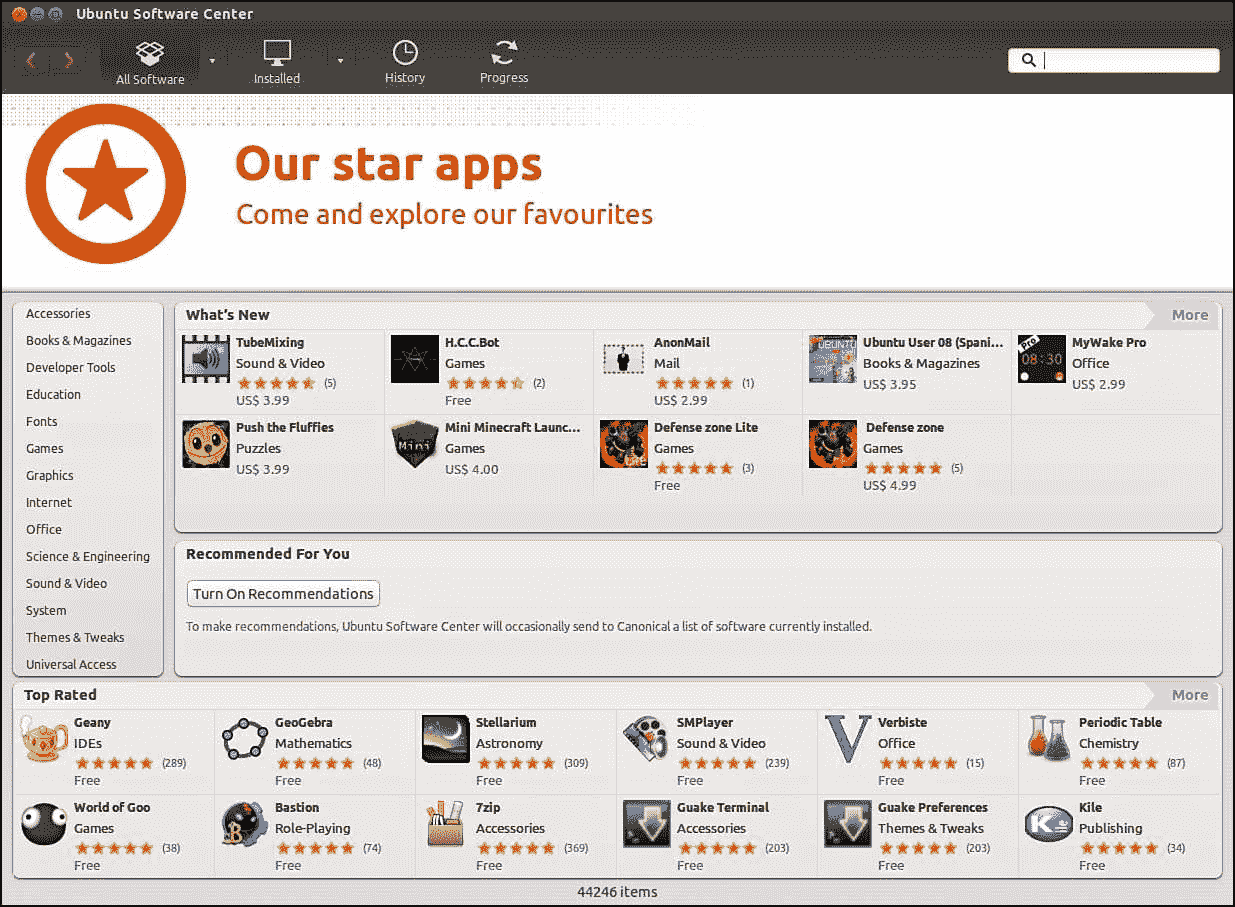 Ubuntu Software Center
All Software
Installed
History
Progress
Our star apps
Come and explore our favourites
Accessories
Books & Magazines
Developer Tools
Education
Fonts
Games
Graphics
Internet
Office
Science & Engineering
Sound & Video
System
Themes & Tweaks
Universal Access
What's New
More
TubeMixing
Sound & Video
(5)
US$ 3.99
H.C.C.Bot
Games
(2)
Free
AnonMail
Mail
(1)
US$ 2.99
UBUNTU
Ubuntu User 08 (Spani...
Books & Magazines
US$ 3.95
Pro
08:30
MyWake Pro
Office
US$ 2.99
Push the Fluffies
Puzzles
US$ 3.99
Mini
Mini Minecraft Launc...
Games
US$ 4.00
Lite
Defense zone Lite
Games
(3)
Free
Defense zone
Games
(5)
US$ 4.99
Recommended For You
Turn On Recommendations
To make recommendations, Ubuntu Software Center will occasionally send to Canonical a list of software currently installed.
Top Rated
More
Geany
IDEs
(289)
Free
GeoGebra
Mathematics
(48)
Free
Stellarium
Astronomy
(309)
Free
SMPlayer
Sound & Video
(239)
Free
V
Verbiste
Office
(15)
Free
Periodic Table
Chemistry
(87)
Free
World of Goo
Games
(38)
Free
B
Bastion
Role-Playing
(74)
Free
7zip
Accessories
(369)
Free
Guake Terminal
Accessories
(203)
Free
Guake Preferences
Themes & Tweaks
(203)
Free
K
Kile
Publishing
(34)
Free
44246 items